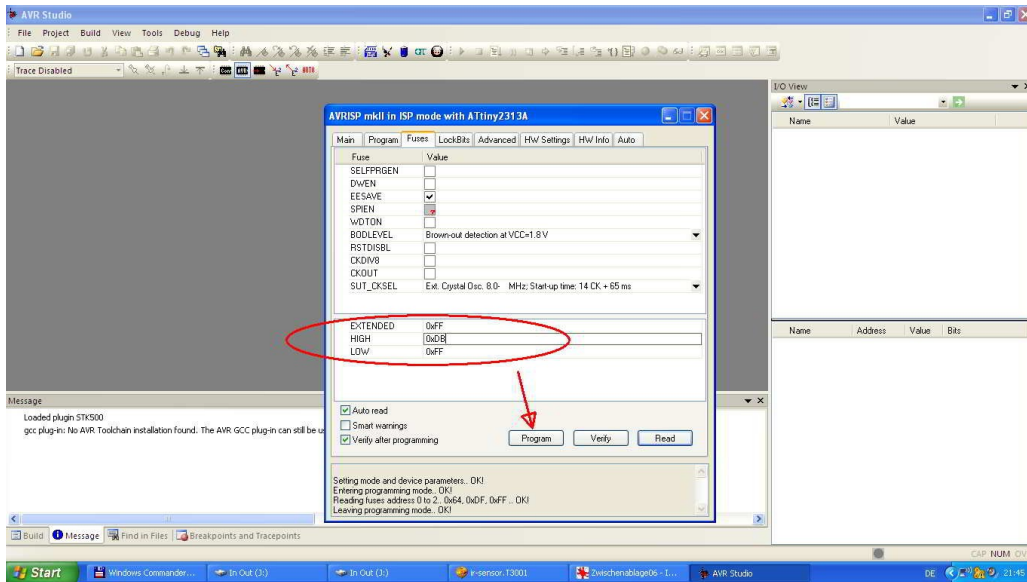 AVR Studio
File Project Build View Tools Debug Help
Trace Disabled
I/O View
Name Value
AVRISP mkII in ISP mode with ATtiny2313A
Main Program Fuses LockBits Advanced HW Settings HW Info Auto
Fuse Value
SELFPRGEN
DWEN
EESAVE
SPIEN
WDTON
BODLEVEL Brown-out detection at VCC=1.8 V
RSTDISBL
CKDIV8
CKOUT
SUT_CKSEL Ext. Crystal Osc. 8.0- MHz; Start-up time: 14 CK + 65 ms
EXTENDED 0xFF
HIGH 0xDB
LOW 0xFF
Name Address Value Bits
Auto read
Smart warnings
Verify after programming
Program Verify Read
Message
Loaded plugin STK500
gcc plug-in: No AVR Toolchain installation found. The AVR GCC plug-in can still be
Setting mode and device parameters.. OK!
Entering programming mode.. OK!
Reading fuses address 0 to 2.. 0x64, 0xDF, 0xFF .. OK!
Leaving programming mode.. OK!
Build Message Find in Files Breakpoints and Tracepoints
CAP NUM OV
Start Windows Commander... In Out (J:) In Out (J:) ir-sensor.T3001 Zwischenablage06 - I... AVR Studio DE 21:45